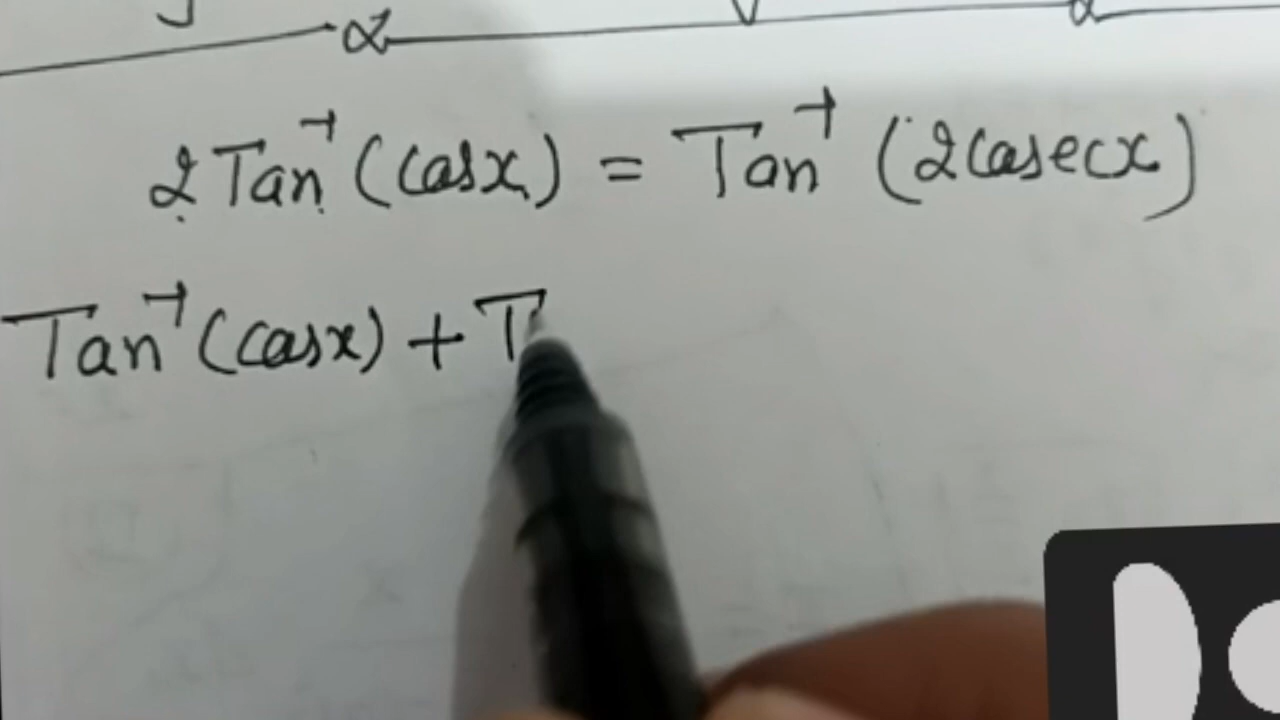 2 Tan⁻¹ (cosx) = Tan⁻¹ (2cosecx)
Tan⁻¹ (cosx) + T